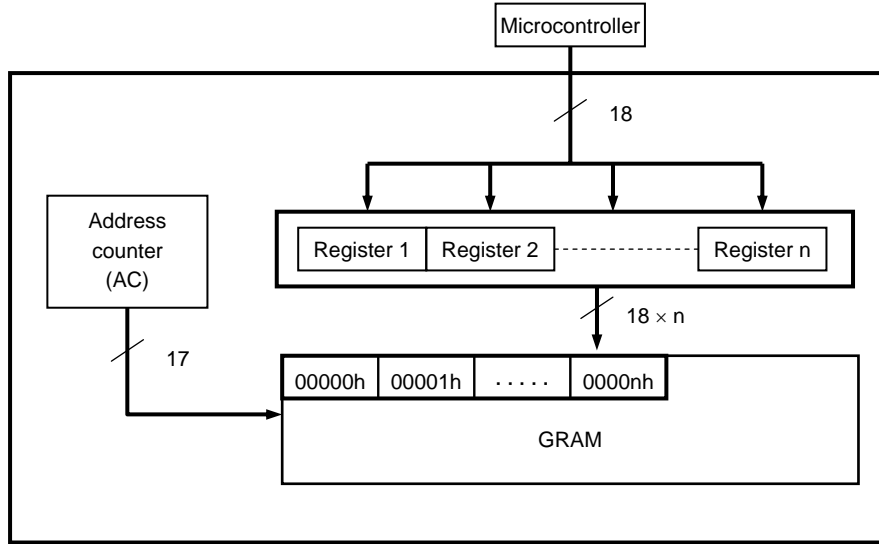 Microcontroller
18
Address
counter
(AC)
Register 1
Register 2
Register n
18 × n
17
00000h
00001h
. . . . .
0000nh
GRAM